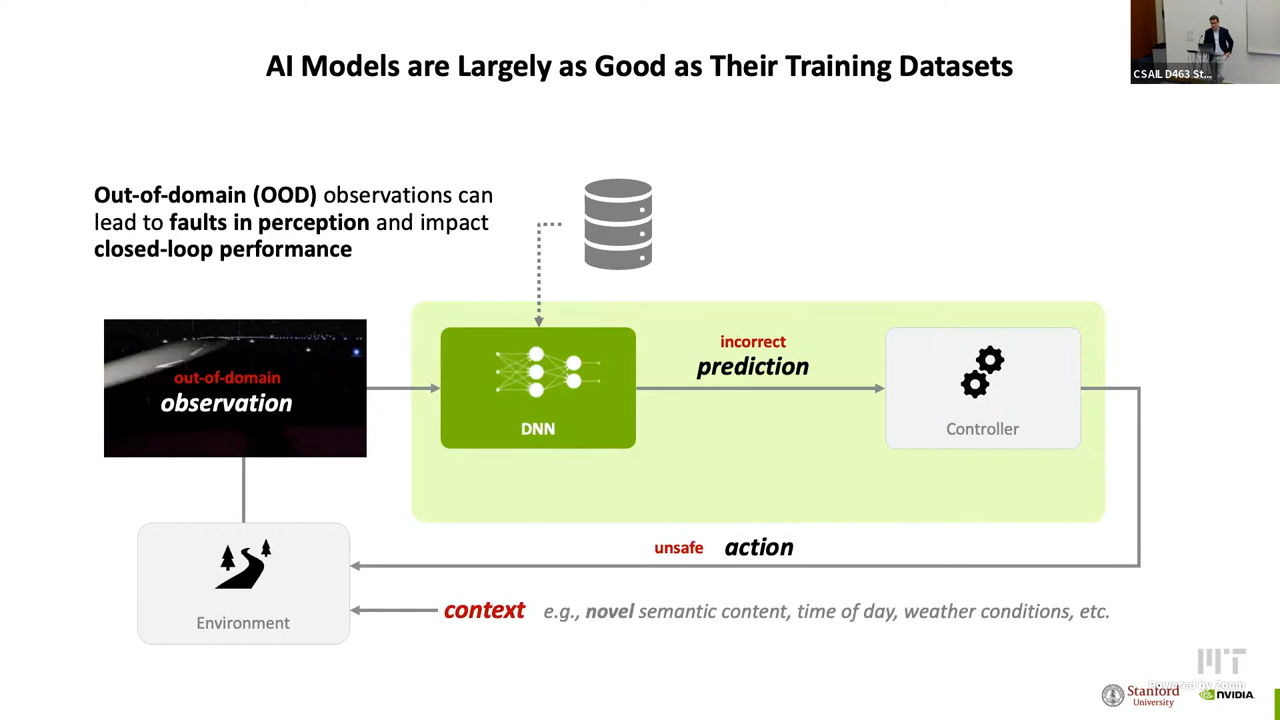 AI Models are Largely as Good as Their Training Datasets
CSAIL D463 St...
Out-of-domain (OOD) observations can
lead to faults in perception and impact
closed-loop performance
out-of-domain
observation
DNN
incorrect
prediction
Controller
unsafe action
Environment
context e.g., novel semantic content, time of day, weather conditions, etc.
MIT
Powered by Zoom
Stanford
University
NVIDIA